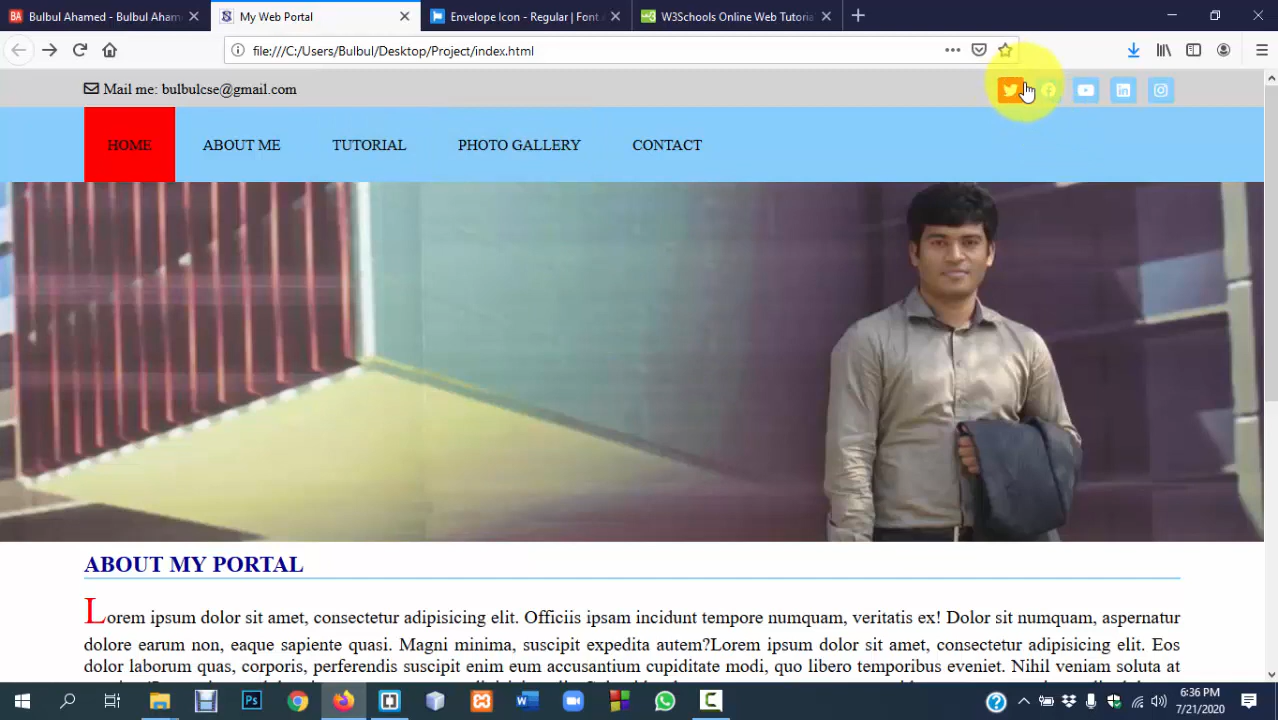 Bulbul Ahamed - Bulbul Aham
My Web Portal
Envelope Icon - Regular | Font
W3Schools Online Web Tutoria
file:///C:/Users/Bulbul/Desktop/Project/index.html
Mail me: bulbulcse@gmail.com
HOME
ABOUT ME
TUTORIAL
PHOTO GALLERY
CONTACT
ABOUT MY PORTAL
Lorem ipsum dolor sit amet, consectetur adipisicing elit. Officiis ipsam incidunt tempore numquam, veritatis ex! Dolor sit numquam, aspernatur
dolore earum non, eaque sapiente quasi. Magni minima, suscipit expedita autem?Lorem ipsum dolor sit amet, consectetur adipisicing elit. Eos
dolor laborum quas, corporis, perferendis suscipit enim eum accusantium cupiditate modi, quo libero temporibus eveniet. Nihil veniam soluta at
6:36 PM
7/21/2020